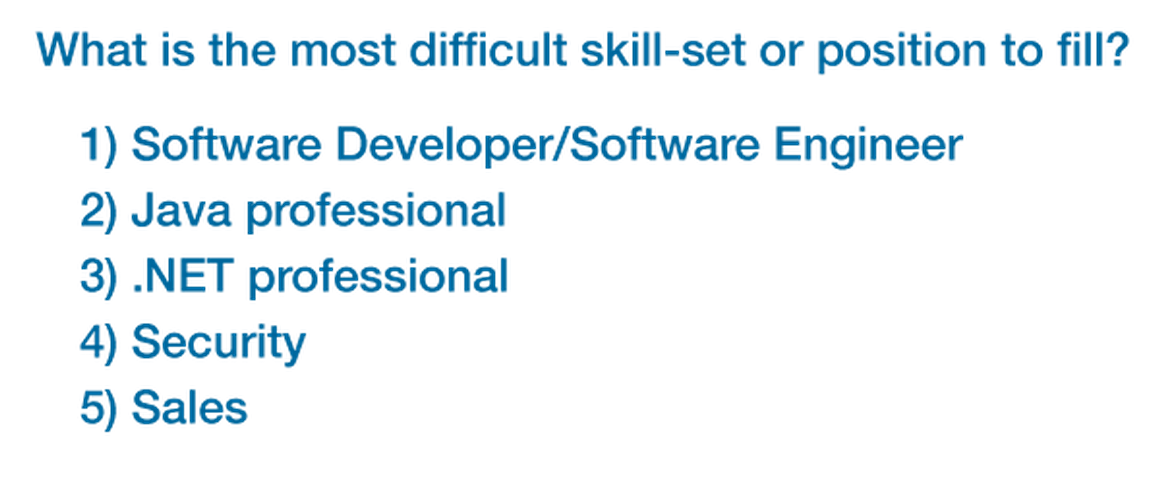 What is the most difficult skill-set or position to fill?
1) Software Developer/Software Engineer
2) Java professional
3) .NET professional
4) Security
5) Sales